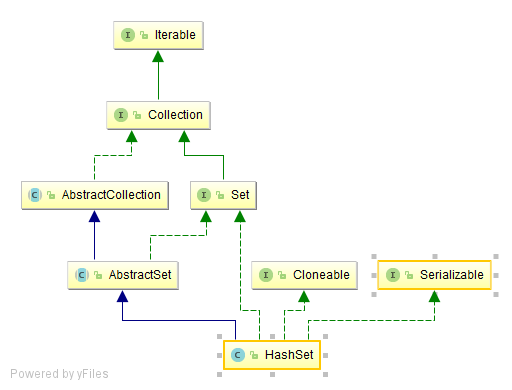 I Iterable
I Collection
C AbstractCollection
I Set
C AbstractSet
I Cloneable
I Serializable
C HashSet
Powered by yFiles